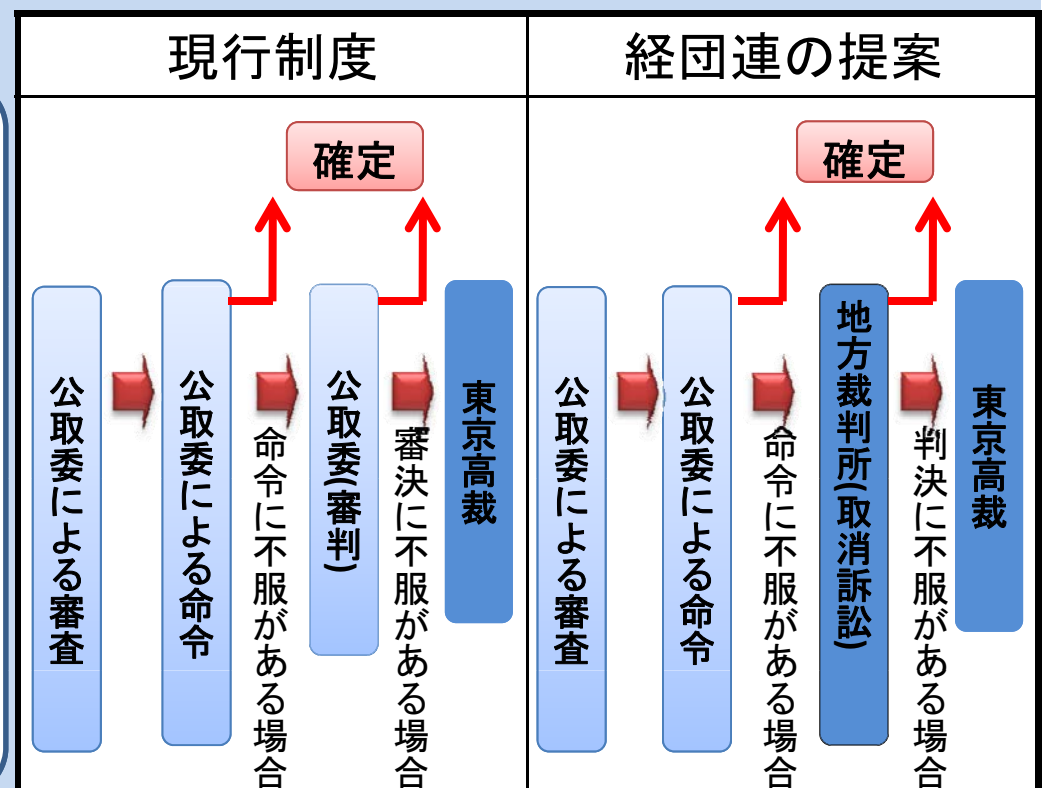 現行制度
経団連の提案
確定
公取委による審査
公取委による命令
命令に不服がある場合
公取委(審判)
審決に不服がある場合
東京高裁
確定
公取委による審査
公取委による命令
命令に不服がある場合
地方裁判所(取消訴訟)
判決に不服がある場合
東京高裁